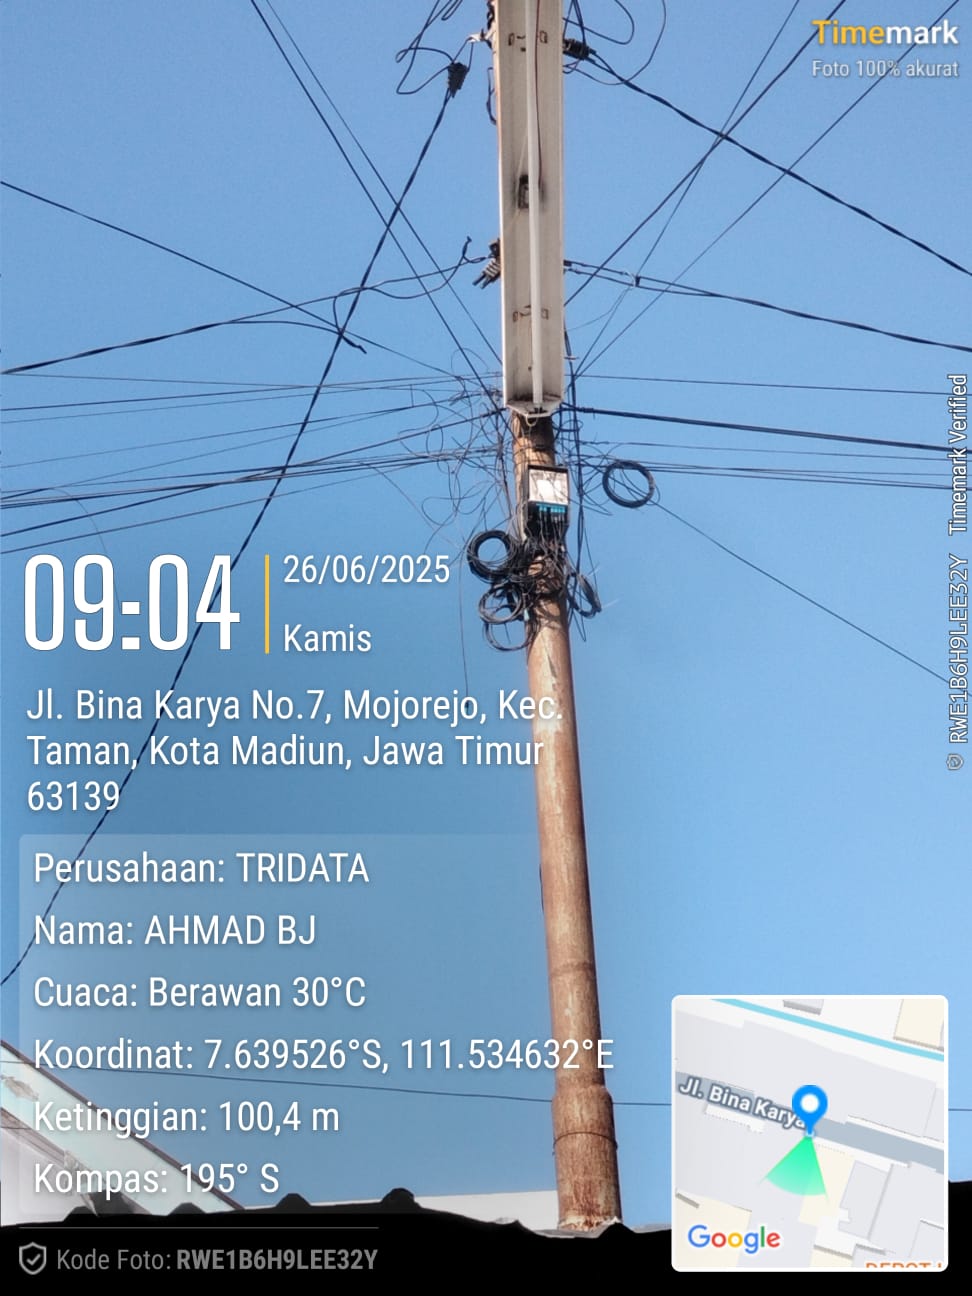 Timemark
Foto 100% akurat
09:04
26/06/2025
Kamis
Jl. Bina Karya No.7, Mojorejo, Kec.
Taman, Kota Madiun, Jawa Timur
63139
Perusahaan: TRIDATA
Nama: AHMAD BJ
Cuaca: Berawan 30°C
Koordinat: 7.639526°S, 111.534632°E
Ketinggian: 100,4 m
Kompas: 195° S
Kode Foto: RWE1B6H9LEE32Y
© RWE1B6H9LEE32Y Timemark Verified
Jl. Bina Karya
Google